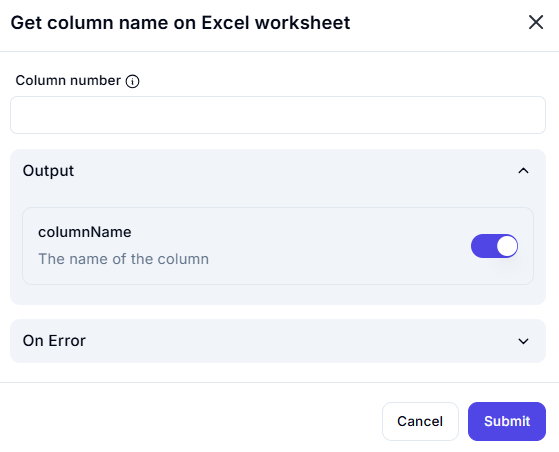 Get column name on Excel worksheet
Column number
Output
columnName
The name of the column
On Error
Cancel
Submit